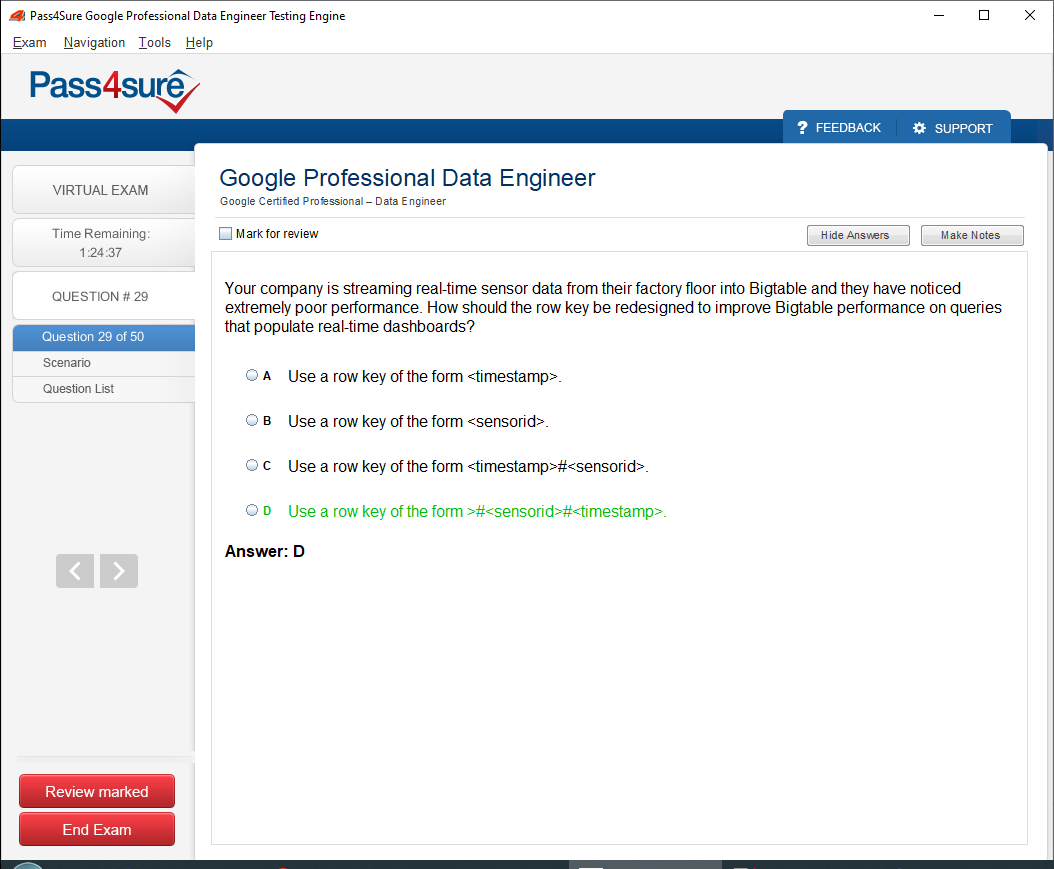 Pass4Sure Google Professional Data Engineer Testing Engine
Exam Navigation Tools Help
Pass4sure
? FEEDBACK SUPPORT
VIRTUAL EXAM
Time Remaining:
1:24:37
QUESTION # 29
Question 29 of 50
Scenario
Question List
Review marked
End Exam
Google Professional Data Engineer
Google Certified Professional – Data Engineer
Mark for review
Hide Answers
Make Notes
Your company is streaming real-time sensor data from their factory floor into Bigtable and they have noticed
extremely poor performance. How should the row key be redesigned to improve Bigtable performance on queries
that populate real-time dashboards?
A Use a row key of the form <timestamp>.
B Use a row key of the form <sensorid>.
C Use a row key of the form <timestamp>#<sensorid>.
D Use a row key of the form >#<sensorid>#<timestamp>.
Answer: D